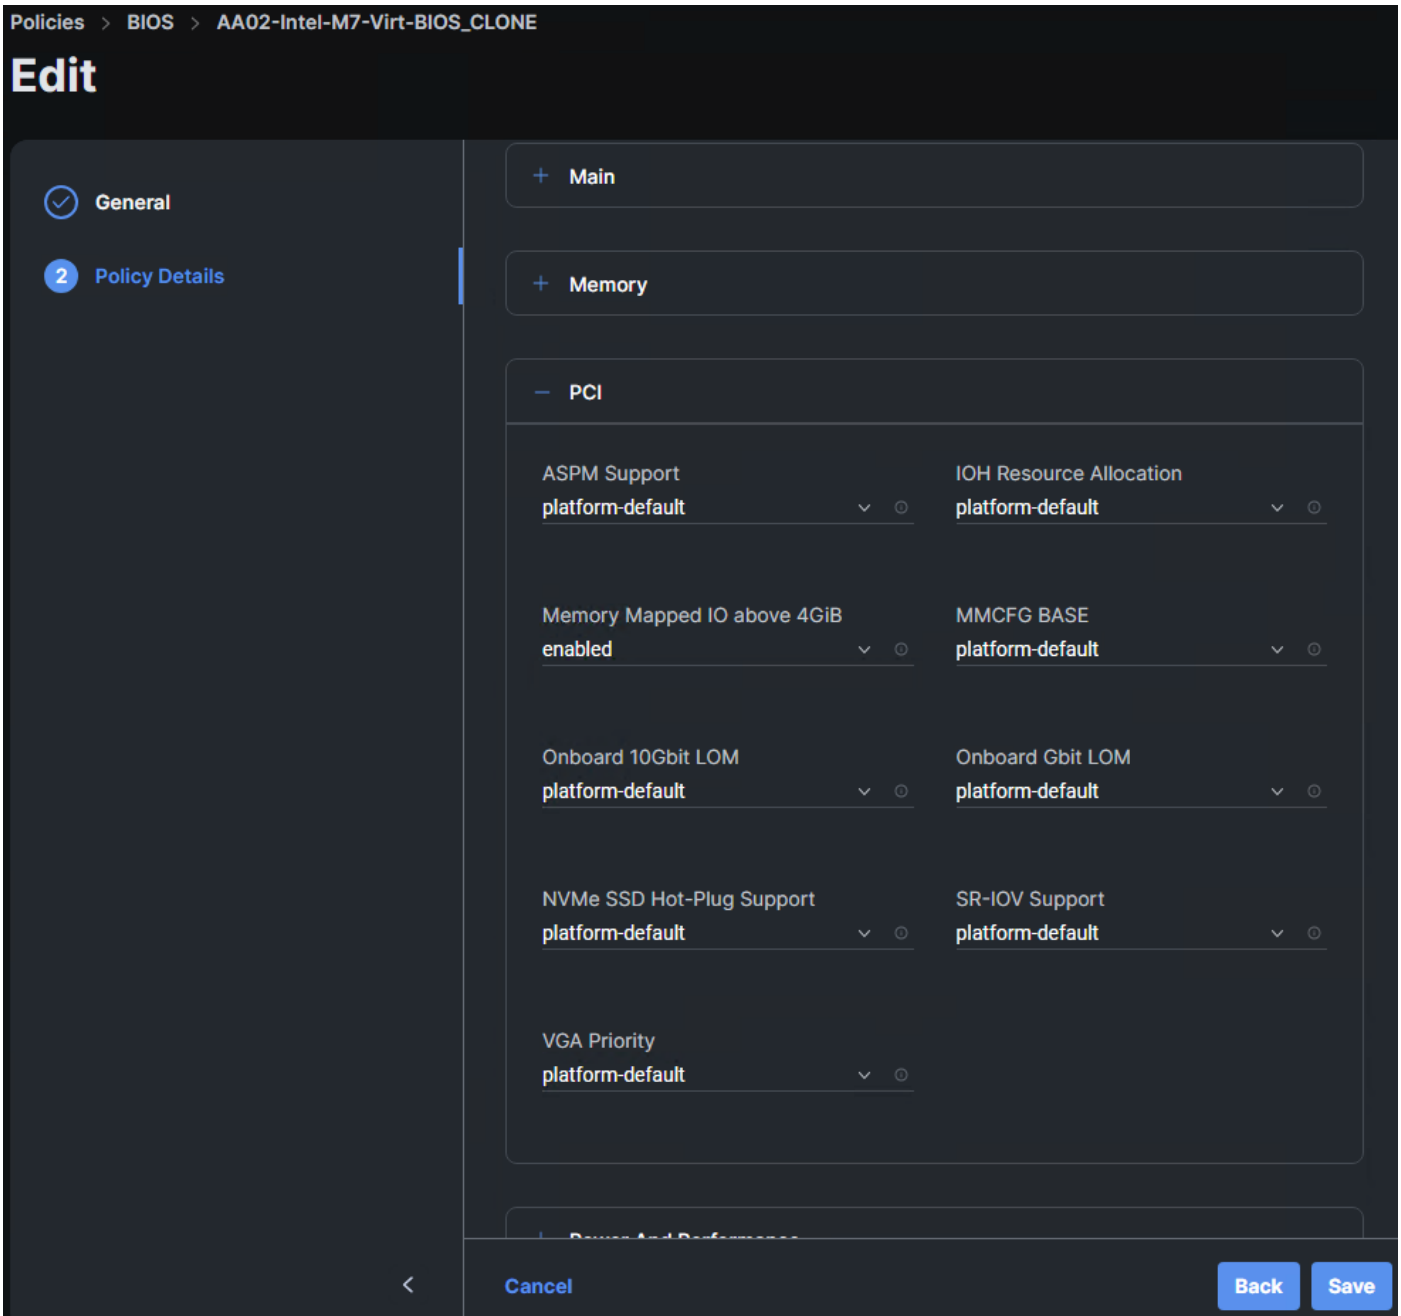 Policies > BIOS > AA02-Intel-M7-Virt-BIOS_CLONE
Edit
General
2 Policy Details
Main
Memory
PCI
ASPM Support
platform-default
IOH Resource Allocation
platform-default
Memory Mapped IO above 4GiB
enabled
MMCFG BASE
platform-default
Onboard 10Gbit LOM
platform-default
Onboard Gbit LOM
platform-default
NVMe SSD Hot-Plug Support
platform-default
SR-IOV Support
platform-default
VGA Priority
platform-default
Power And Performance
Cancel
Back
Save